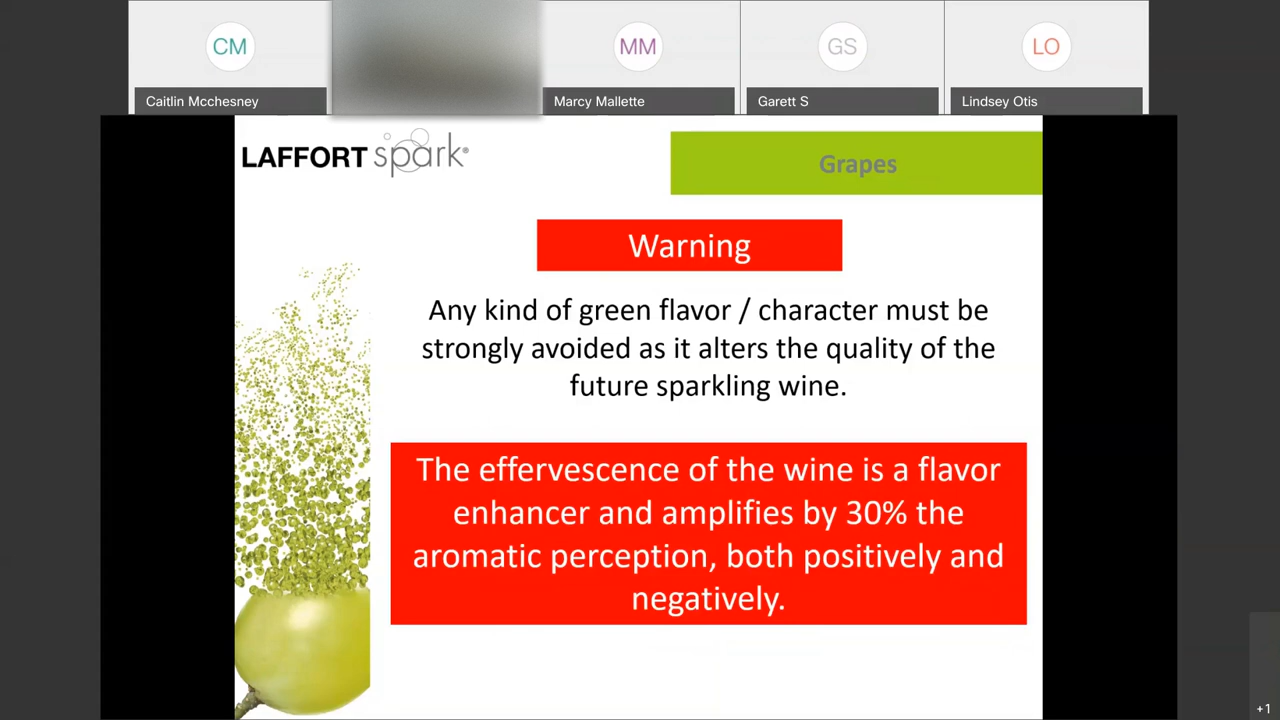 CM
MM
GS
LO
Caitlin Mcchesney
Marcy Mallette
Garett S
Lindsey Otis
LAFFORT spark®
Grapes
Warning
Any kind of green flavor / character must be
strongly avoided as it alters the quality of the
future sparkling wine.
The effervescence of the wine is a flavor
enhancer and amplifies by 30% the
aromatic perception, both positively and
negatively.
+1